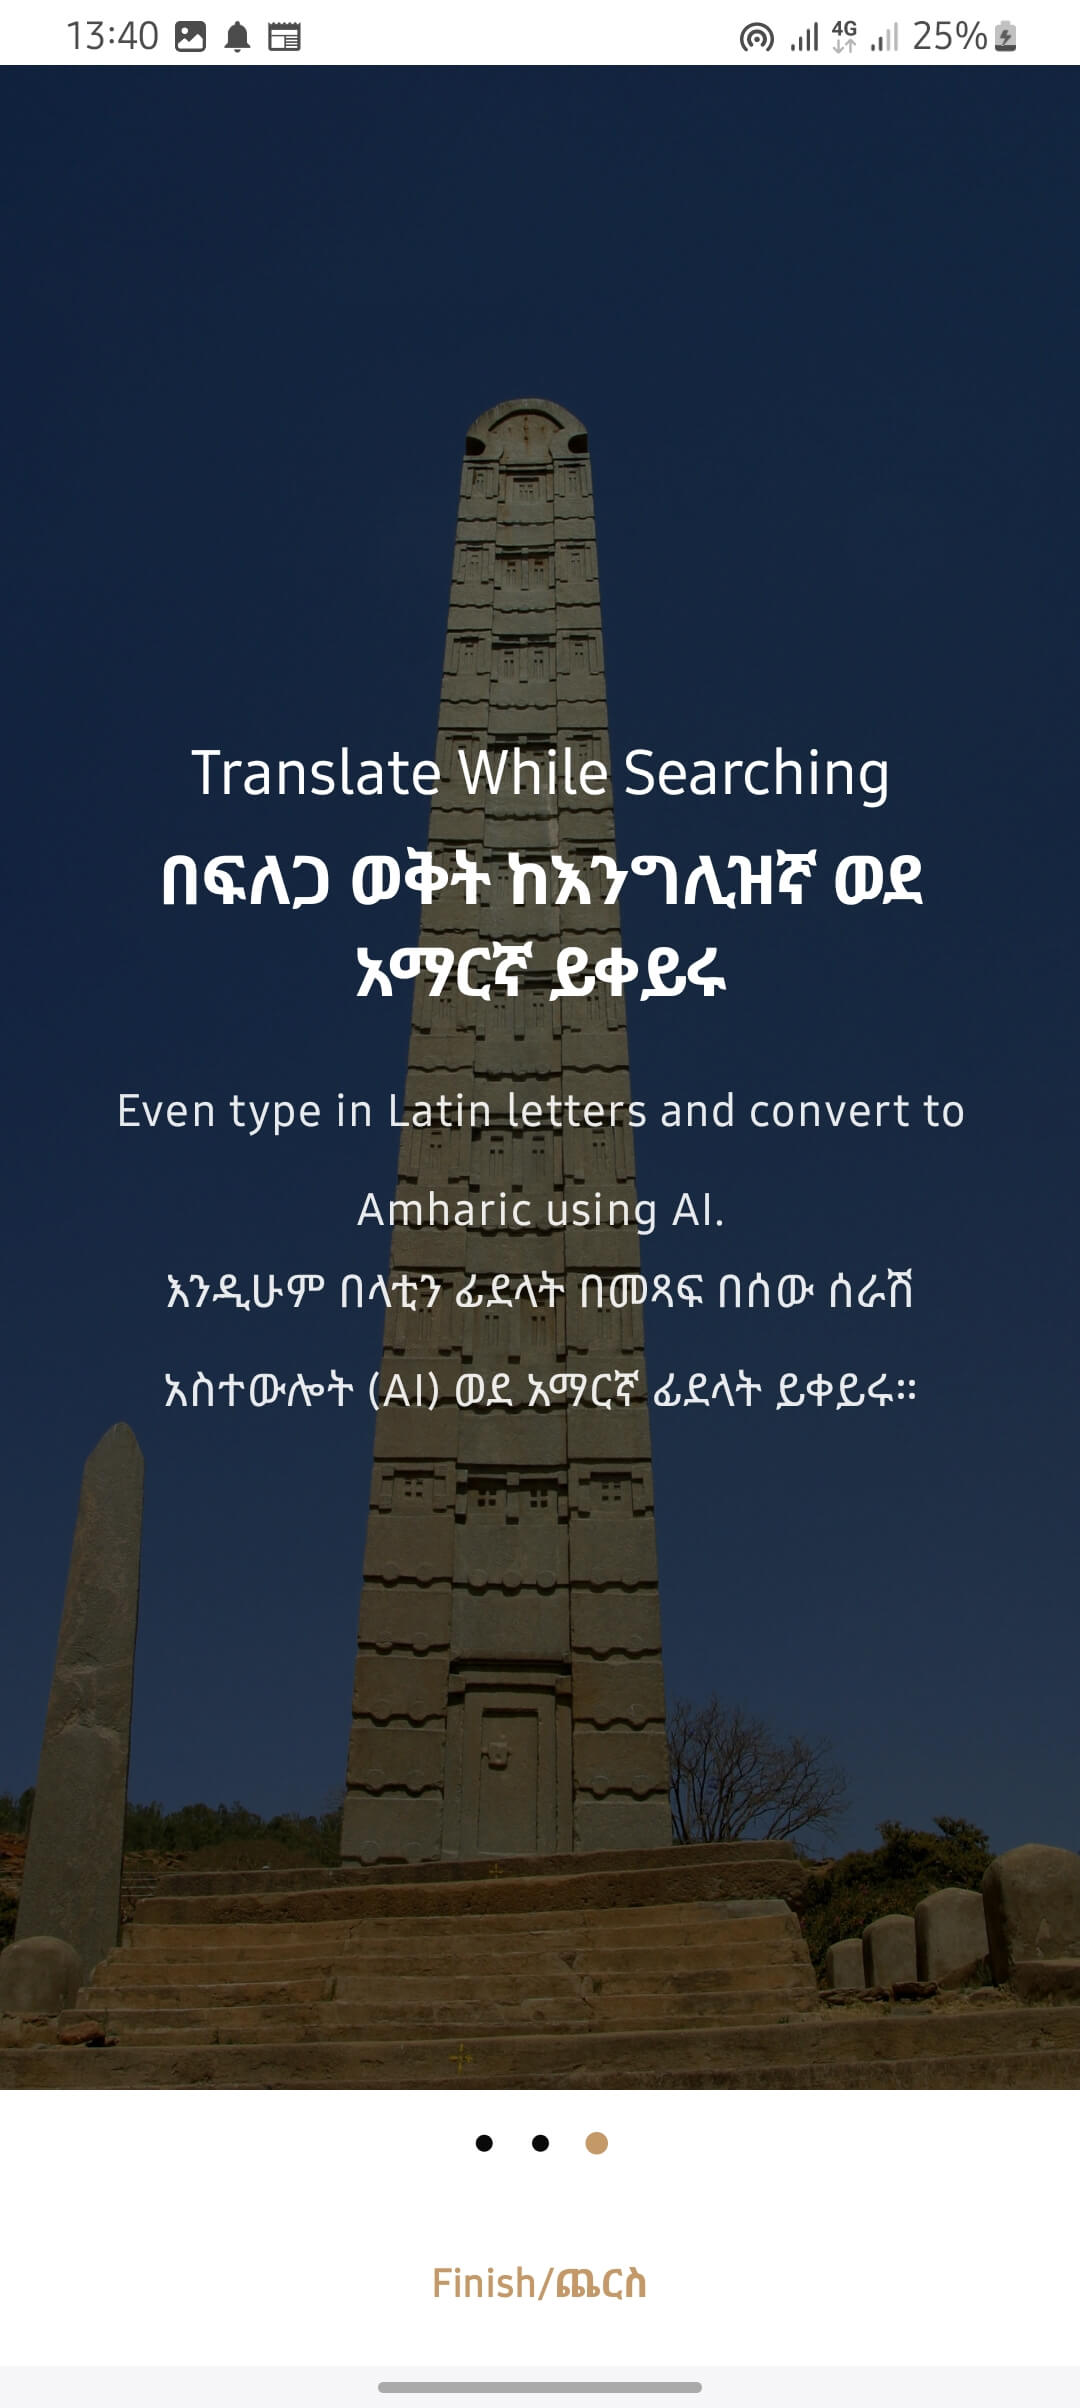 13:40
4G 25%
Translate While Searching
በፍለጋ ወቅት ከእንግሊዝኛ ወደ
አማርኛ ይቀይሩ
Even type in Latin letters and convert to
Amharic using AI.
እንዲሁም በላቲን ፊደላት በመጻፍ በሰው ሰራሽ
አስተውሎት (AI) ወደ አማርኛ ፊደላት ይቀይሩ።
Finish/ጨርስ